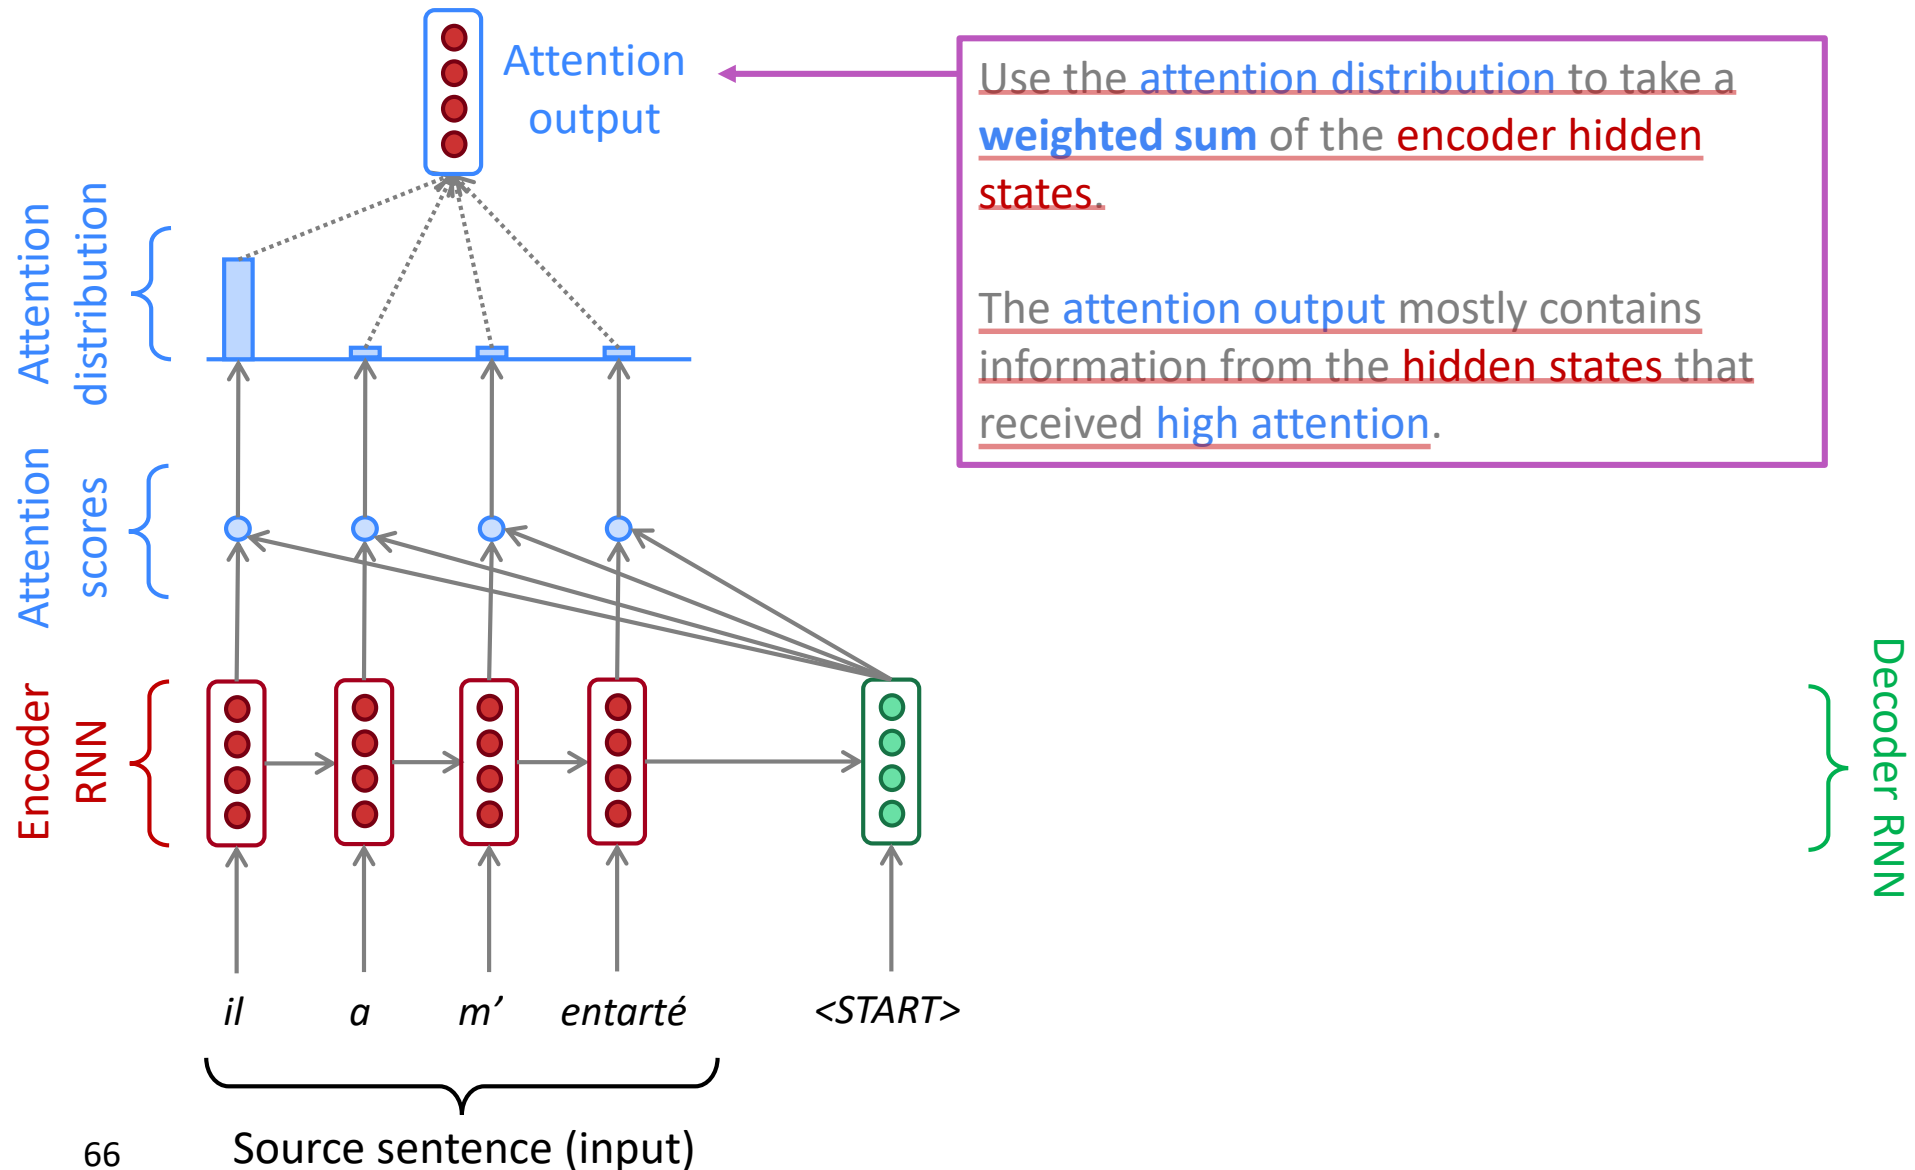 Attention
output
Use the attention distribution to take a
weighted sum of the encoder hidden
states.
The attention output mostly contains
information from the hidden states that
received high attention.
Attention
distribution
Attention
scores
Encoder
RNN
Decoder RNN
il a m’ entarté <START>
Source sentence (input)
66